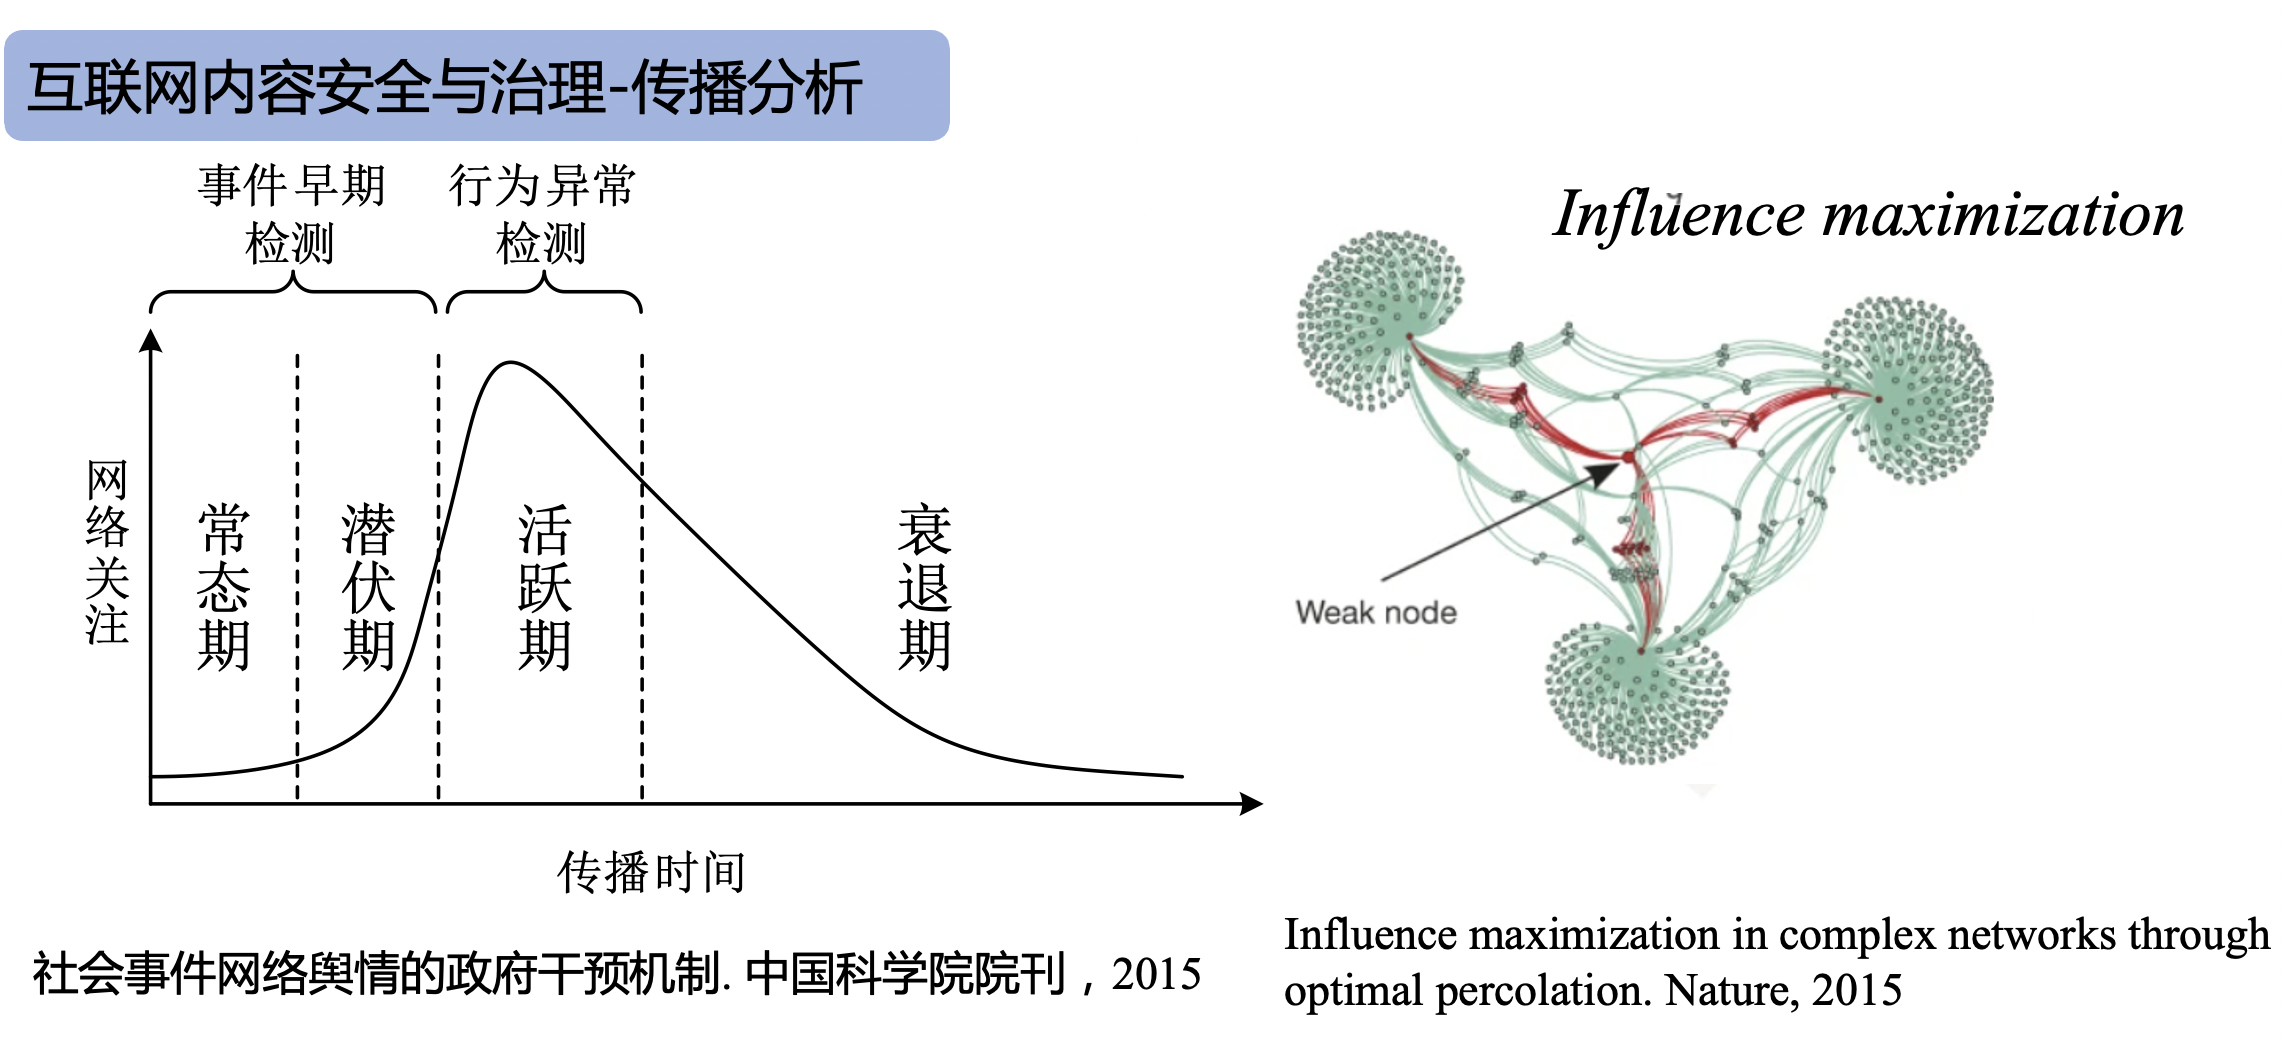 互联网内容安全与治理-传播分析
事件早期
检测
行为异常
检测
网络关注
常态期
潜伏期
活跃期
衰退期
传播时间
社会事件网络舆情的政府干预机制. 中国科学院院刊，2015
Influence maximization
Weak node
Influence maximization in complex networks through
optimal percolation. Nature, 2015